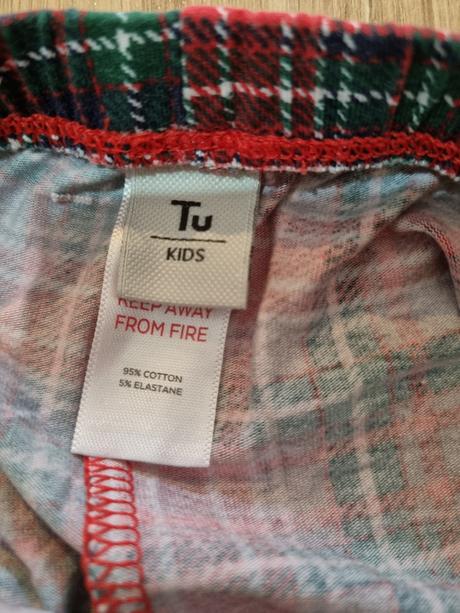 Tu
KIDS
KEEP AWAY
FROM FIRE
95% COTTON
5% ELASTANE